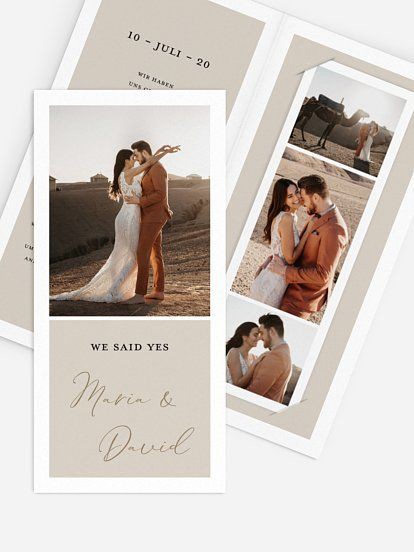 10 – JULI – 20
WIR HABEN
WE SAID YES
Maria &
David